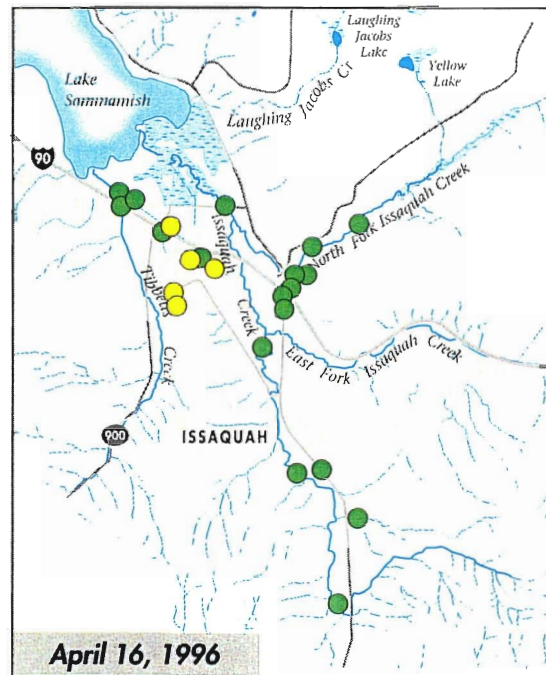 Laughing
Jacobs
Lake
Lake
Sammamish
Yellow
Lake
Laughing Jacobs Cr
90
North Fork Issaquah Creek
Issaquah
Creek
Tibbetts
Creek
East Fork Issaquah Creek
900
ISSAQUAH
April 16, 1996